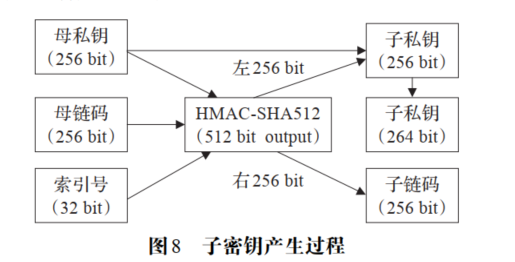 母私钥
(256 bit)
母链码
(256 bit)
索引号
(32 bit)
左256 bit
HMAC-SHA512
(512 bit output)
右256 bit
子私钥
(256 bit)
子私钥
(264 bit)
子链码
(256 bit)
图8 子密钥产生过程